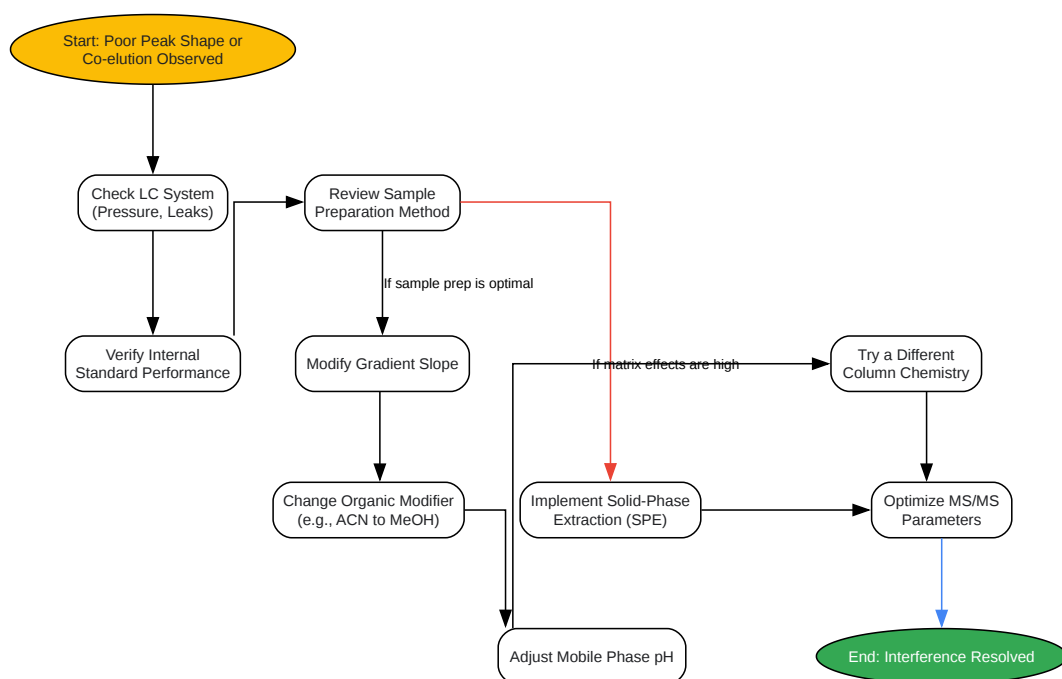 Start: Poor Peak Shape or
Co-elution Observed
Check LC System
(Pressure, Leaks)
Review Sample
Preparation Method
If sample prep is optimal
Verify Internal
Standard Performance
Modify Gradient Slope
If matrix effects are high
Try a Different
Column Chemistry
Change Organic Modifier
(e.g., ACN to MeOH)
Implement Solid-Phase
Extraction (SPE)
Optimize MS/MS
Parameters
Adjust Mobile Phase pH
End: Interference Resolved